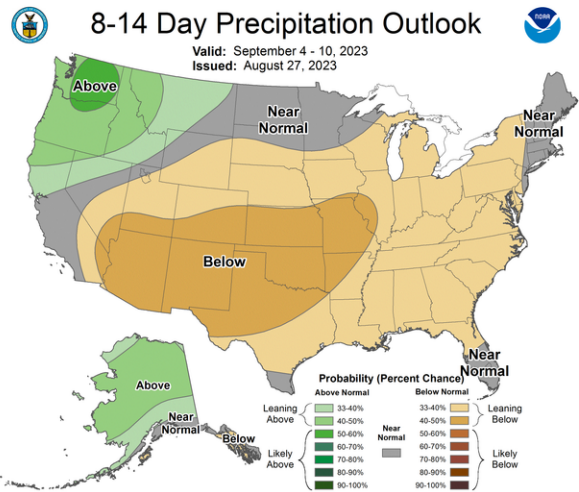 8-14 Day Precipitation Outlook
Valid: September 4 - 10, 2023
Issued: August 27, 2023
NOAA
Above
Near
Normal
Near
Normal
Below
Near
Normal
Above
Near
Normal
Below
Probability (Percent Chance)
Above Normal
Below Normal
Leaning
Above
33-40%
40-50%
Likely
Above
50-60%
60-70%
70-80%
80-90%
90-100%
Near
Normal
33-40%
40-50%
Leaning
Below
50-60%
60-70%
70-80%
80-90%
90-100%
Likely
Below